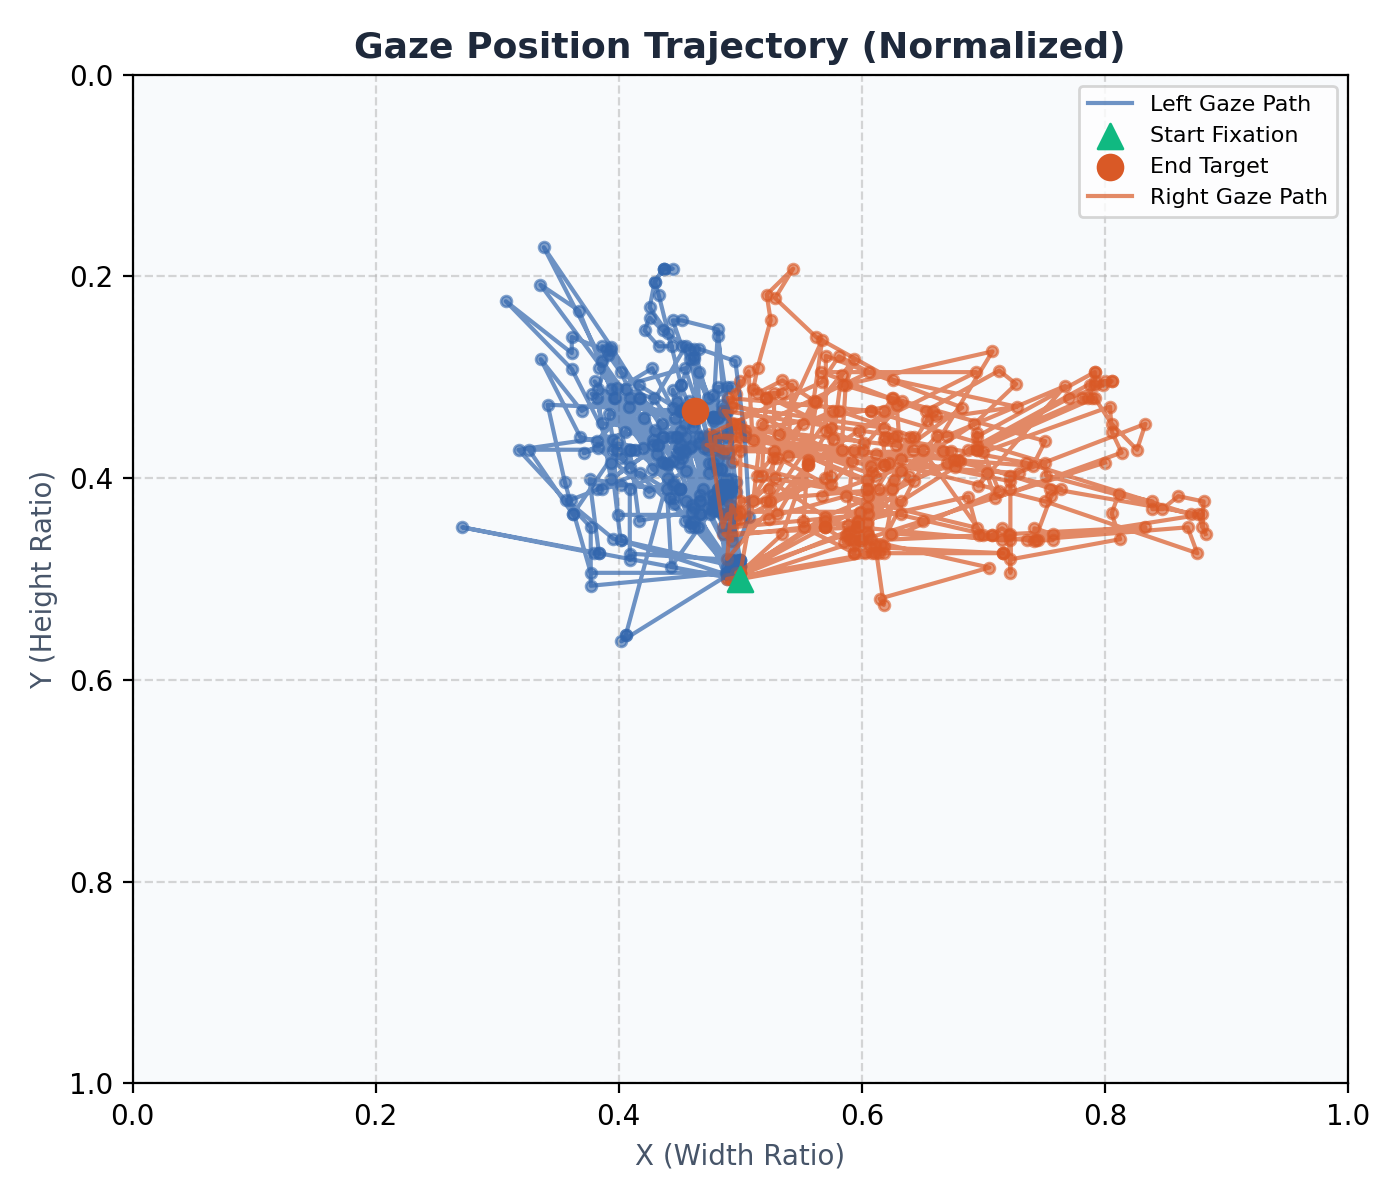 Gaze Position Trajectory (Normalized)
Left Gaze Path
Start Fixation
End Target
Right Gaze Path
Y (Height Ratio)
0.0
0.2
0.4
0.6
0.8
1.0
0.0 0.2 0.4 0.6 0.8 1.0
X (Width Ratio)